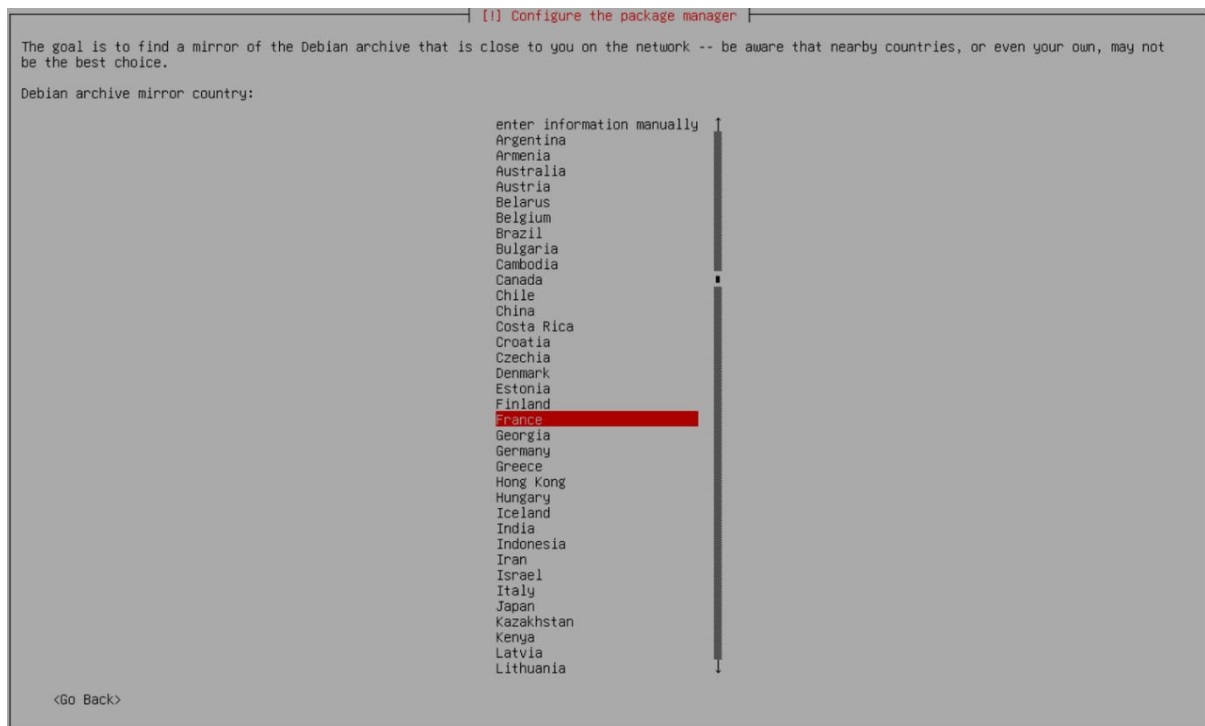 [!] Configure the package manager
The goal is to find a mirror of the Debian archive that is close to you on the network -- be aware that nearby countries, or even your own, may not
be the best choice.
Debian archive mirror country:
enter information manually
Argentina
Armenia
Australia
Austria
Belarus
Belgium
Brazil
Bulgaria
Cambodia
Canada
Chile
China
Costa Rica
Croatia
Czechia
Denmark
Estonia
Finland
France
Georgia
Germany
Greece
Hong Kong
Hungary
Iceland
India
Indonesia
Iran
Israel
Italy
Japan
Kazakhstan
Kenya
Latvia
Lithuania
<Go Back>